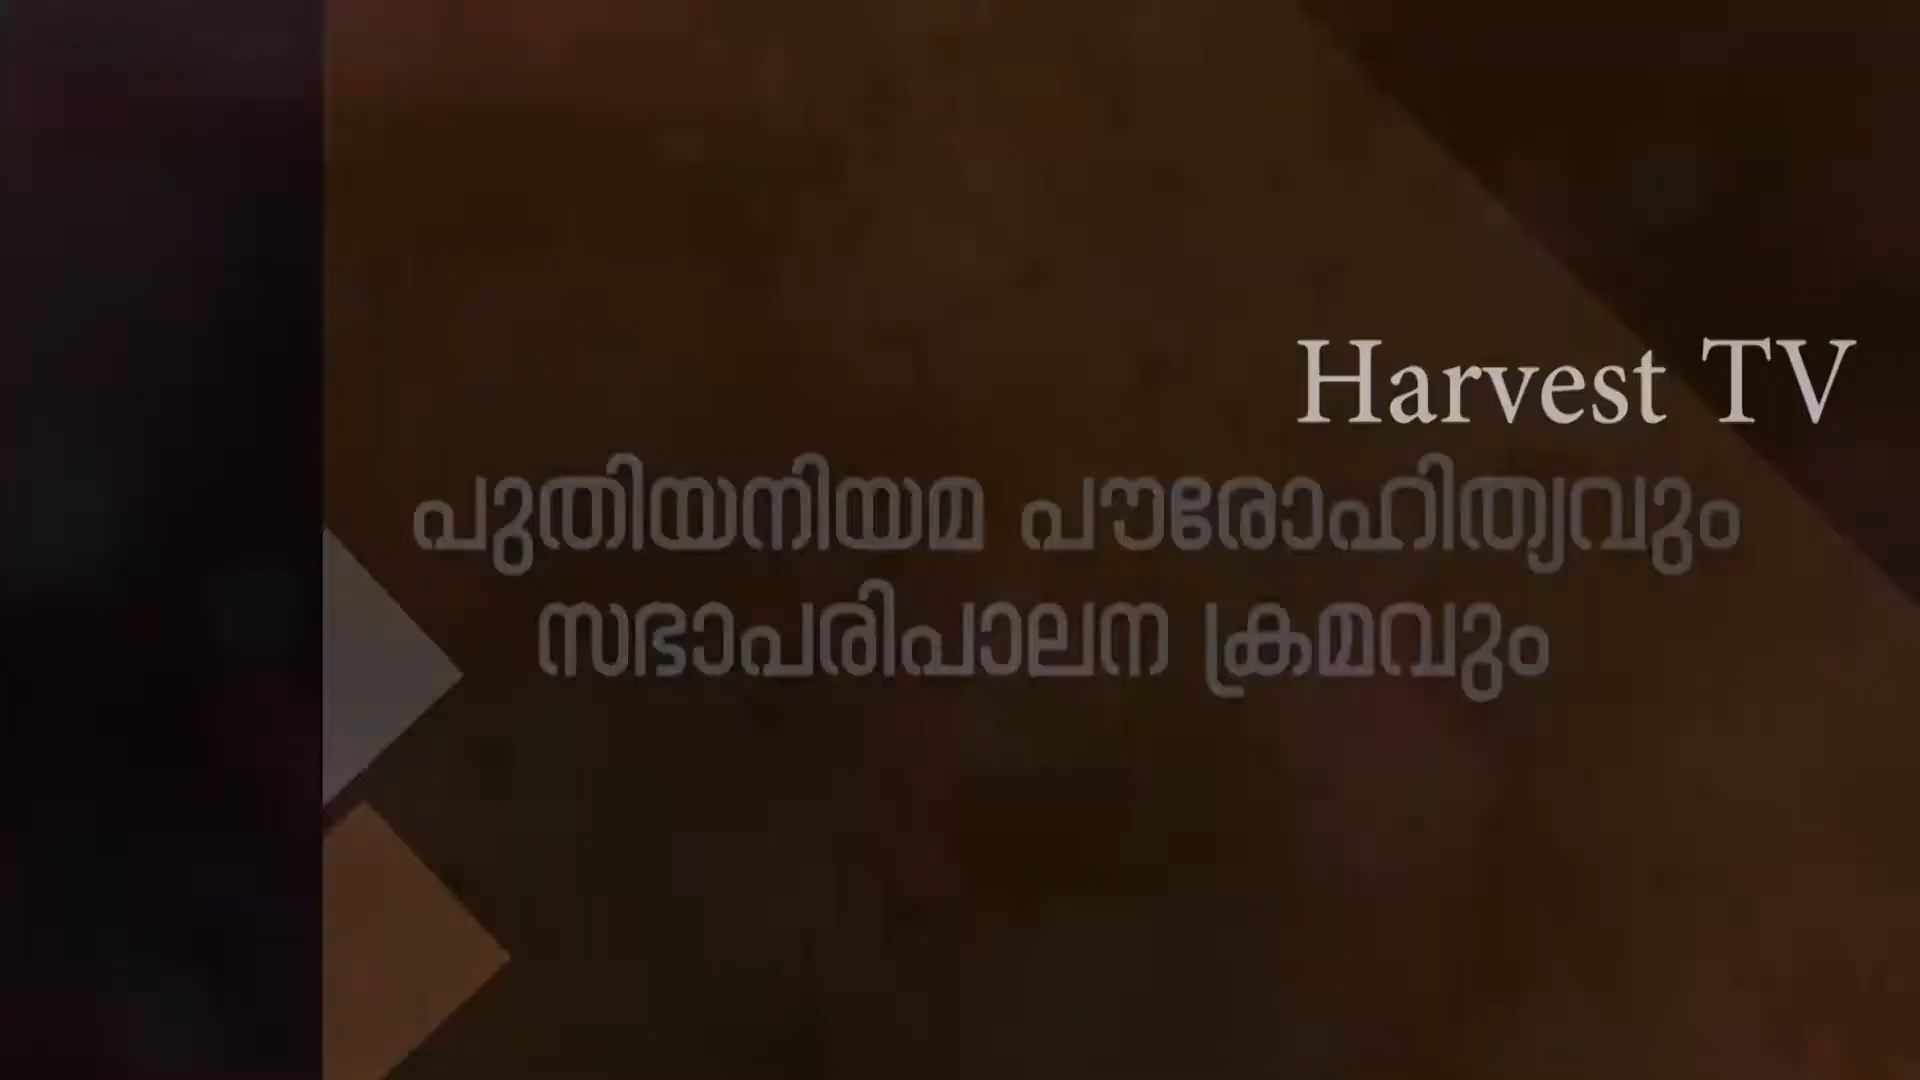 Harvest TV
പുതിയനിയമ പൗരോഹിത്യവും
സഭാപരിപാലന ക്രമവും